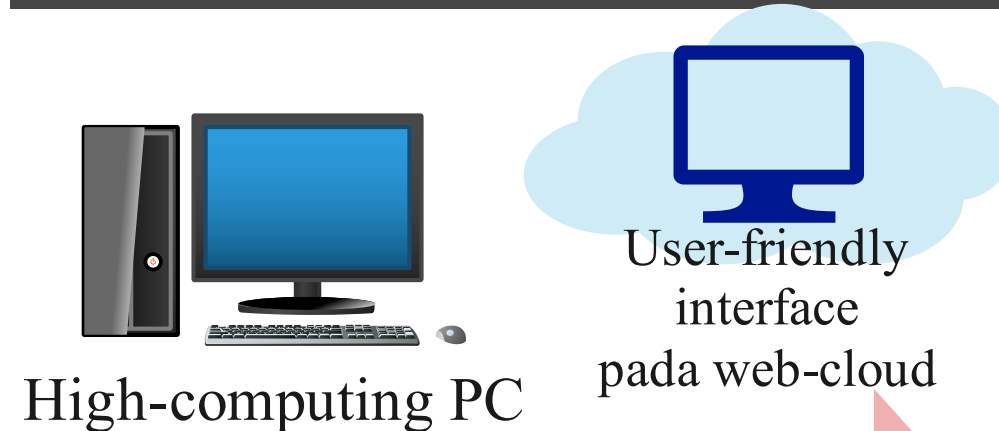 High-computing PC
User-friendly
interface
pada web-cloud